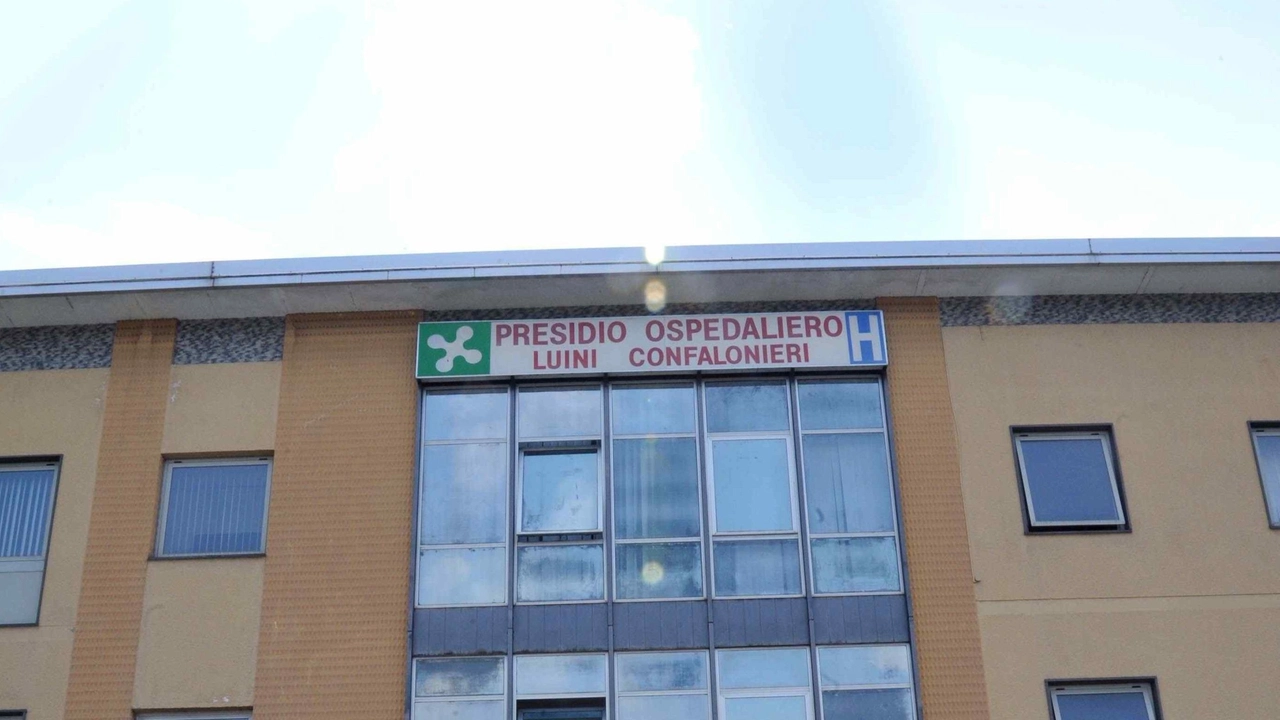 PRESIDIO OSPEDALIERO H
LUINI CONFALONIERI